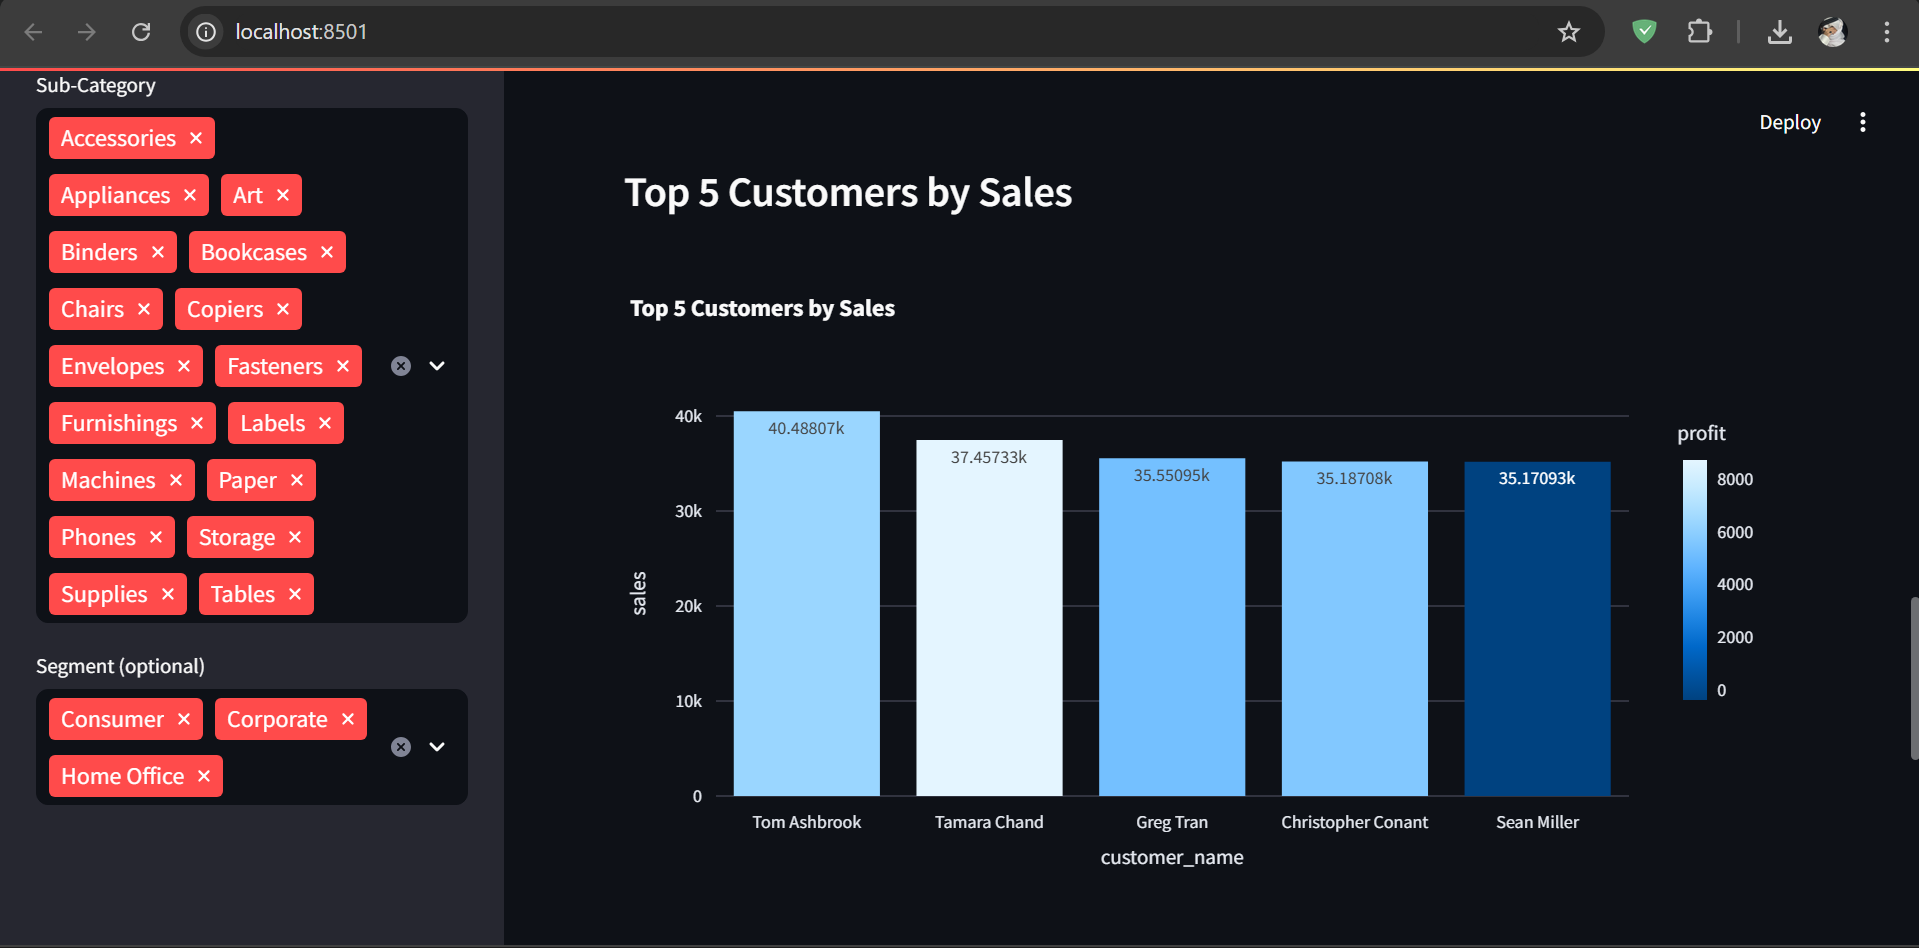 localhost:8501
Sub-Category
Accessories
Appliances Art
Binders Bookcases
Chairs Copiers
Envelopes Fasteners
Furnishings Labels
Machines Paper
Phones Storage
Supplies Tables
Segment (optional)
Consumer Corporate
Home Office
Deploy
Top 5 Customers by Sales
Top 5 Customers by Sales
40k
30k
20k
10k
0
sales
40.48807k
37.45733k
35.55095k
35.18708k
35.17093k
Tom Ashbrook
Tamara Chand
Greg Tran
Christopher Conant
Sean Miller
customer_name
profit
8000
6000
4000
2000
0